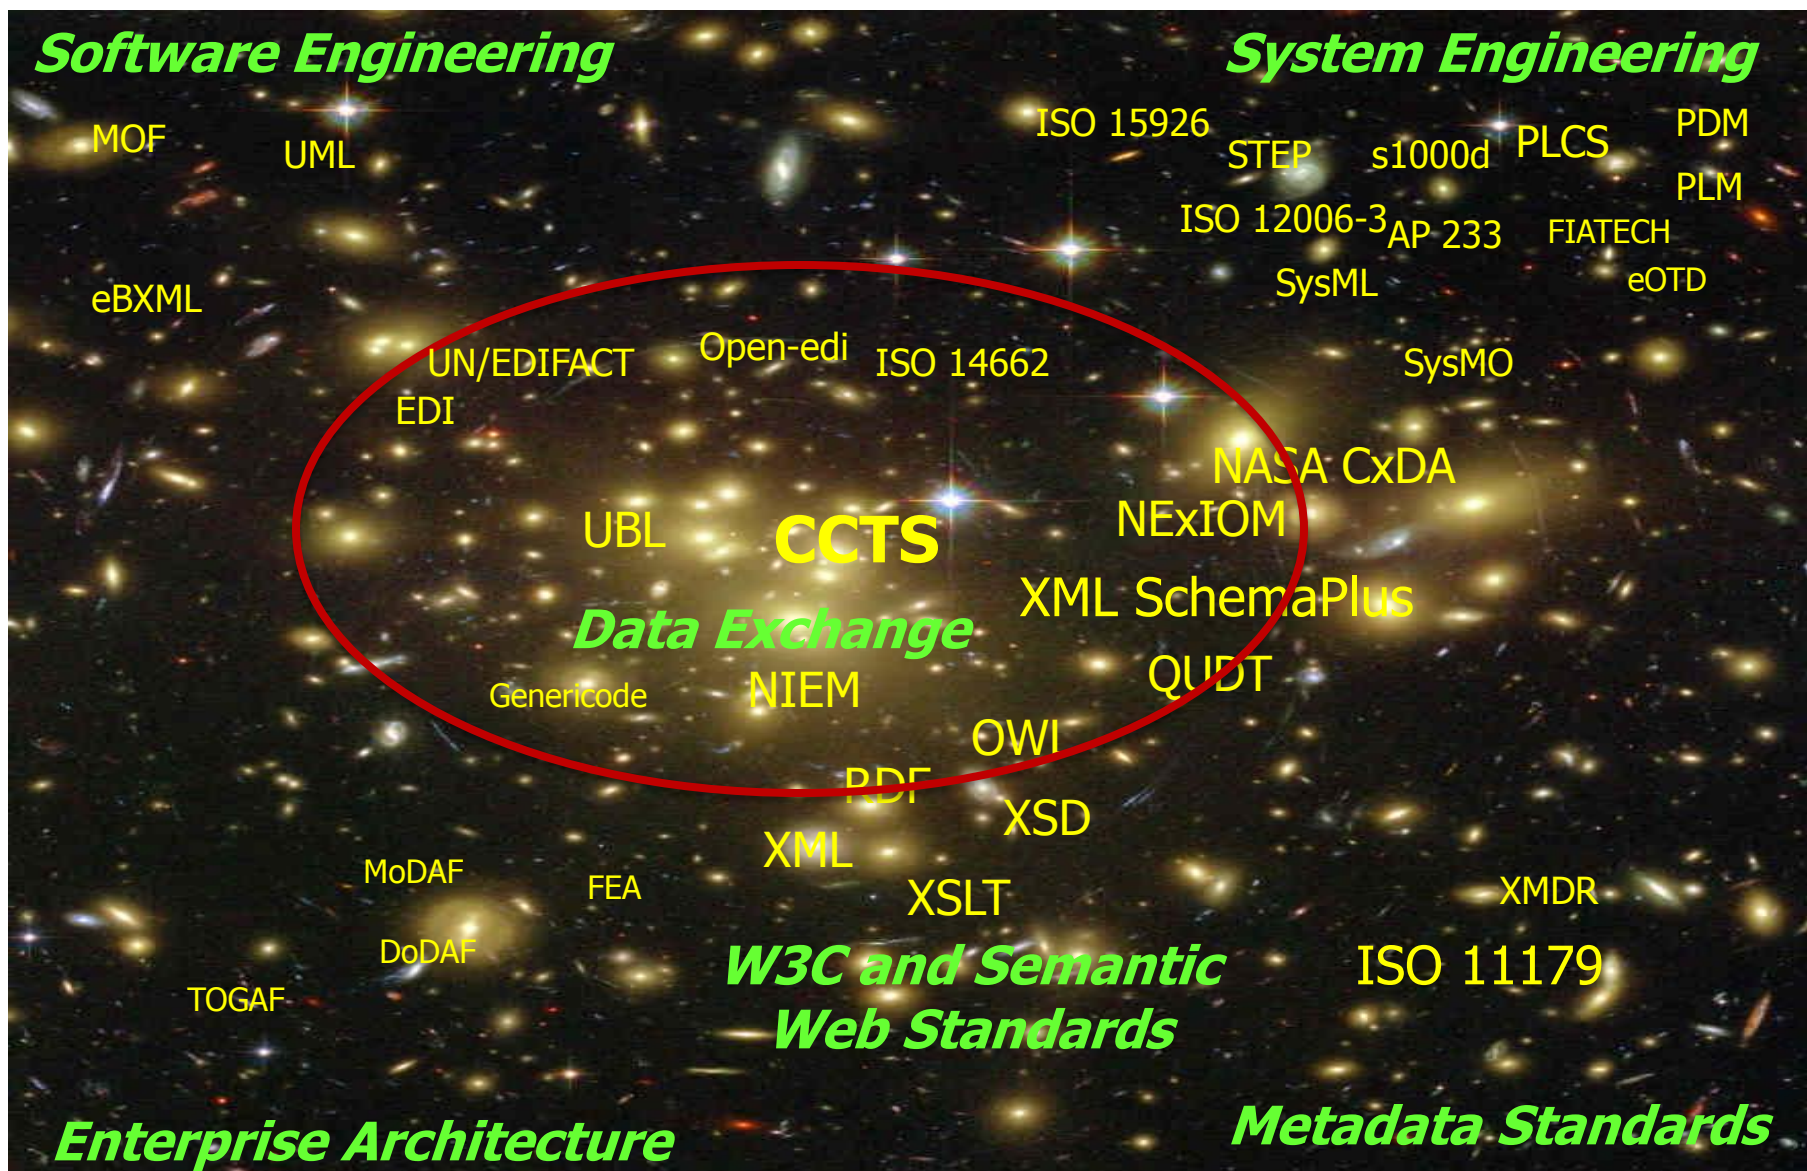 Software Engineering
System Engineering
MOF
UML
ISO 15926
STEP
s1000d
PLCS
PDM
PLM
ISO 12006-3
AP 233
FIATECH
eOTD
SysML
eBXML
UN/EDIFACT
Open-edi
ISO 14662
SysMO
EDI
NASA CxDA
NExIOM
UBL
CCTS
XML SchemaPlus
Data Exchange
QUDT
Genericode
NIEM
OWL
RDF
XSD
XML
MoDAF
FEA
XSLT
XMDR
DoDAF
W3C and Semantic
Web Standards
ISO 11179
TOGAF
Enterprise Architecture
Metadata Standards